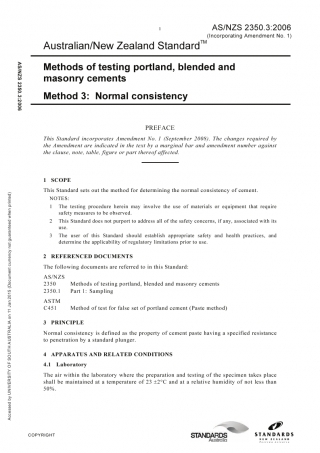 1
AS/NZS 2350.3:2006
(Incorporating Amendment No. 1)
Australian/New Zealand Standard™
Methods of testing portland, blended and
masonry cements
Method 3: Normal consistency
PREFACE
This Standard incorporates Amendment No. 1 (September 2008). The changes required by
the Amendment are indicated in the text by a marginal bar and amendment number against
the clause, note, table, figure or part thereof affected.
1 SCOPE
This Standard sets out the method for determining the normal consistency of cement.
NOTES:
1 The testing procedure herein may involve the use of materials or equipment that require
safety measures to be observed.
2 This Standard does not purport to address all of the safety concerns, if any, associated with its
use.
3 The user of this Standard should establish appropriate safety and health practices, and
determine the applicability of regulatory limitations prior to use.
2 REFERENCED DOCUMENTS
The following documents are referred to in this Standard:
AS/NZS
2350 Methods of testing portland, blended and masonry cements
2350.1 Part 1: Sampling
ASTM
C451 Method of test for false set of portland cement (Paste method)
3 PRINCIPLE
Normal consistency is defined as the property of cement paste having a specified resistance
to penetration by a standard plunger.
4 APPARATUS AND RELATED CONDITIONS
4.1 Laboratory
The air within the laboratory where the preparation and testing of the specimen takes place
shall be maintained at a temperature of 23 ±2°C and at a relative humidity of not less than
50%.
AS/NZS 2350.3:2006
Accessed by UNIVERSITY OF SOUTH AUSTRALIA on 11 Jan 2015 (Document currency not guaranteed when printed)
COPYRIGHT
STANDARDS
Australia
STANDARDS
NEW ZEALAND